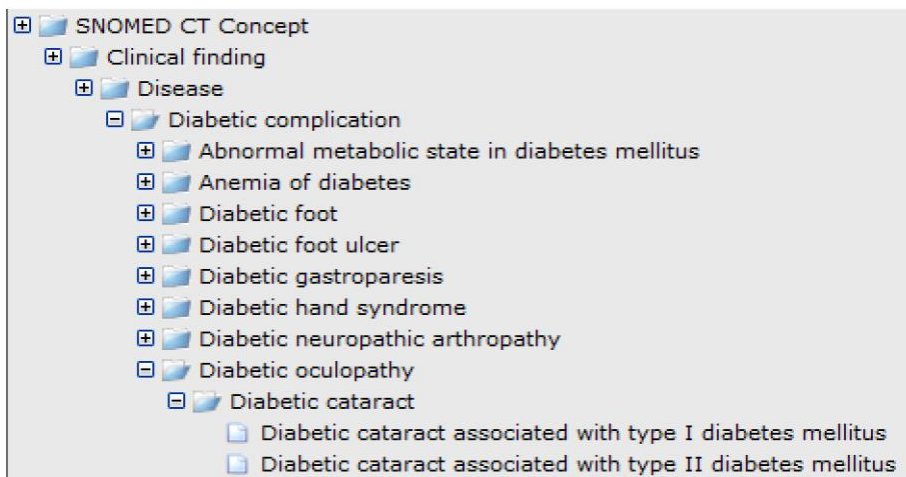 SNOMED CT Concept
Clinical finding
Disease
Diabetic complication
Abnormal metabolic state in diabetes mellitus
Anemia of diabetes
Diabetic foot
Diabetic foot ulcer
Diabetic gastroparesis
Diabetic hand syndrome
Diabetic neuropathic arthropathy
Diabetic oculopathy
Diabetic cataract
Diabetic cataract associated with type I diabetes mellitus
Diabetic cataract associated with type II diabetes mellitus